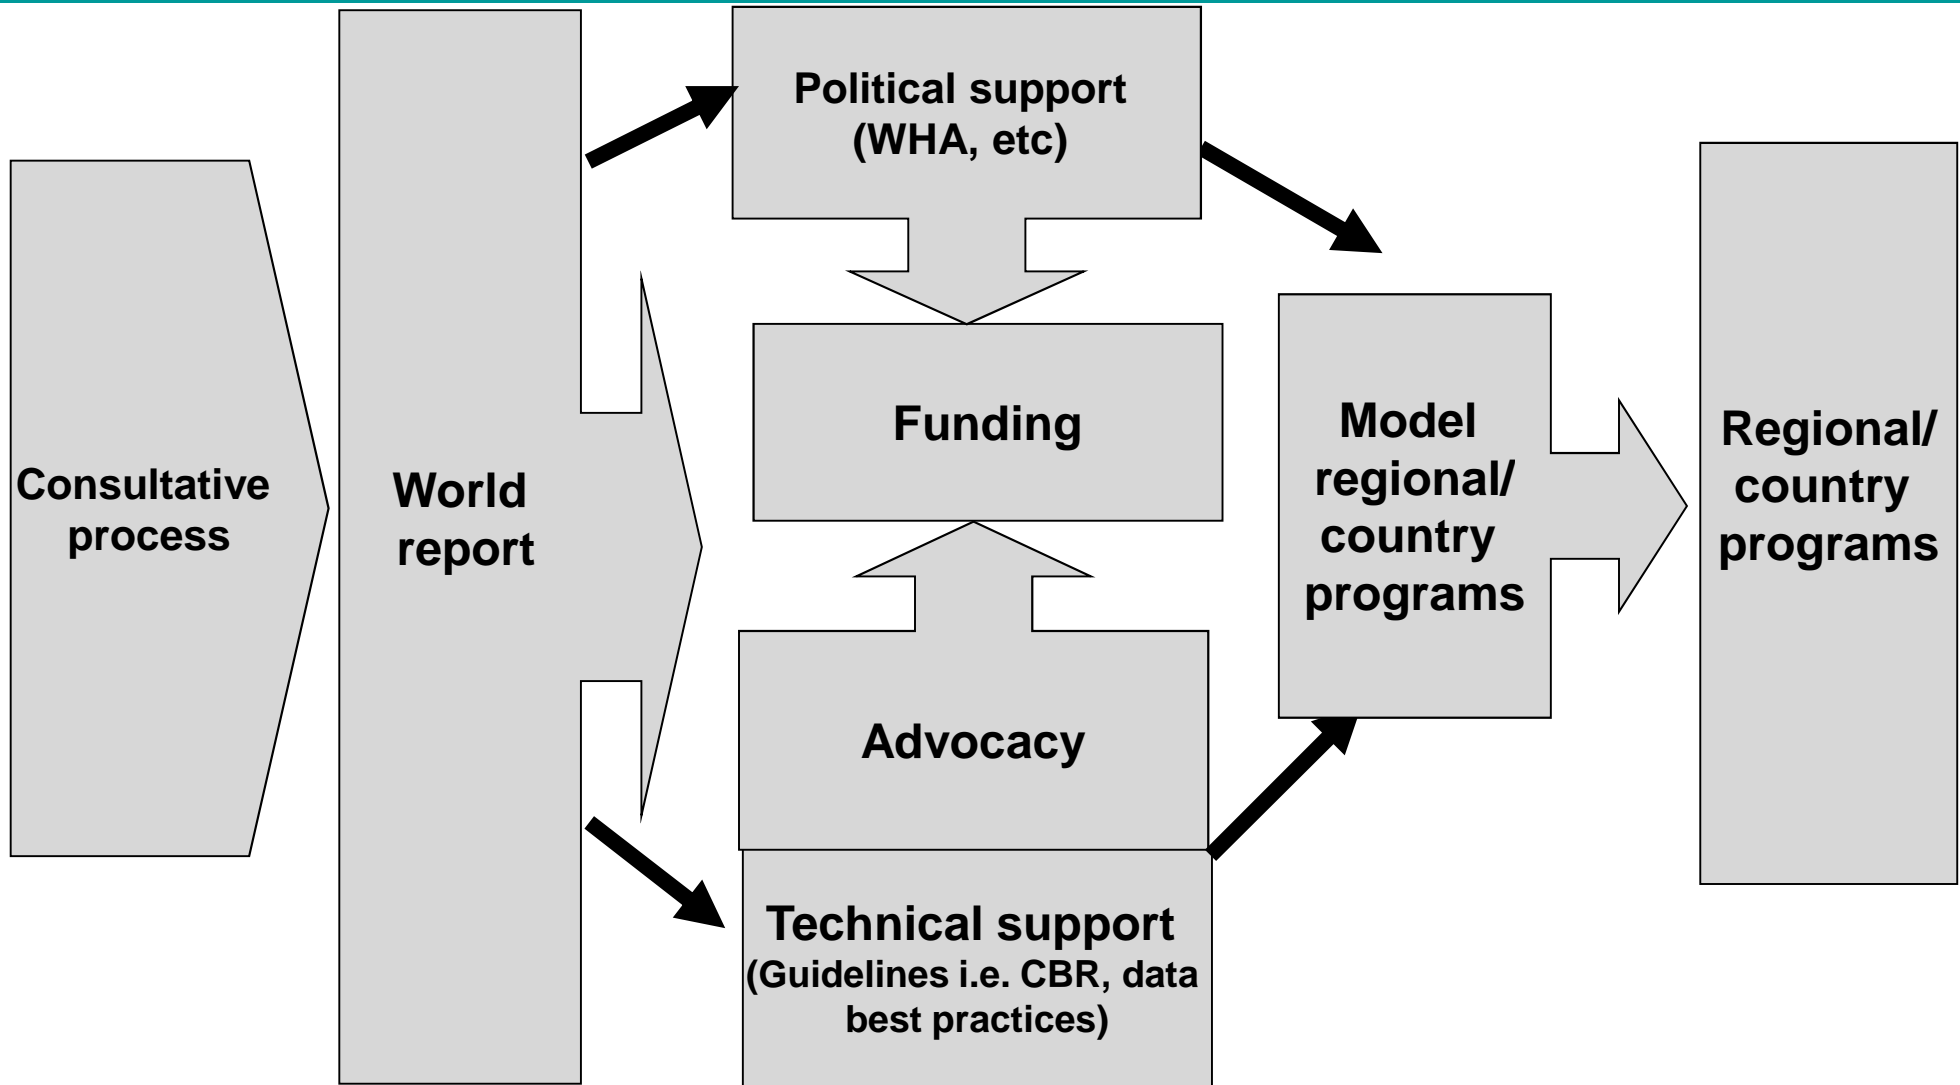 Consultative
process
World
report
Political support
(WHA, etc)
Funding
Advocacy
Technical support
(Guidelines i.e. CBR, data
best practices)
Model
regional/
country
programs
Regional/
country
programs